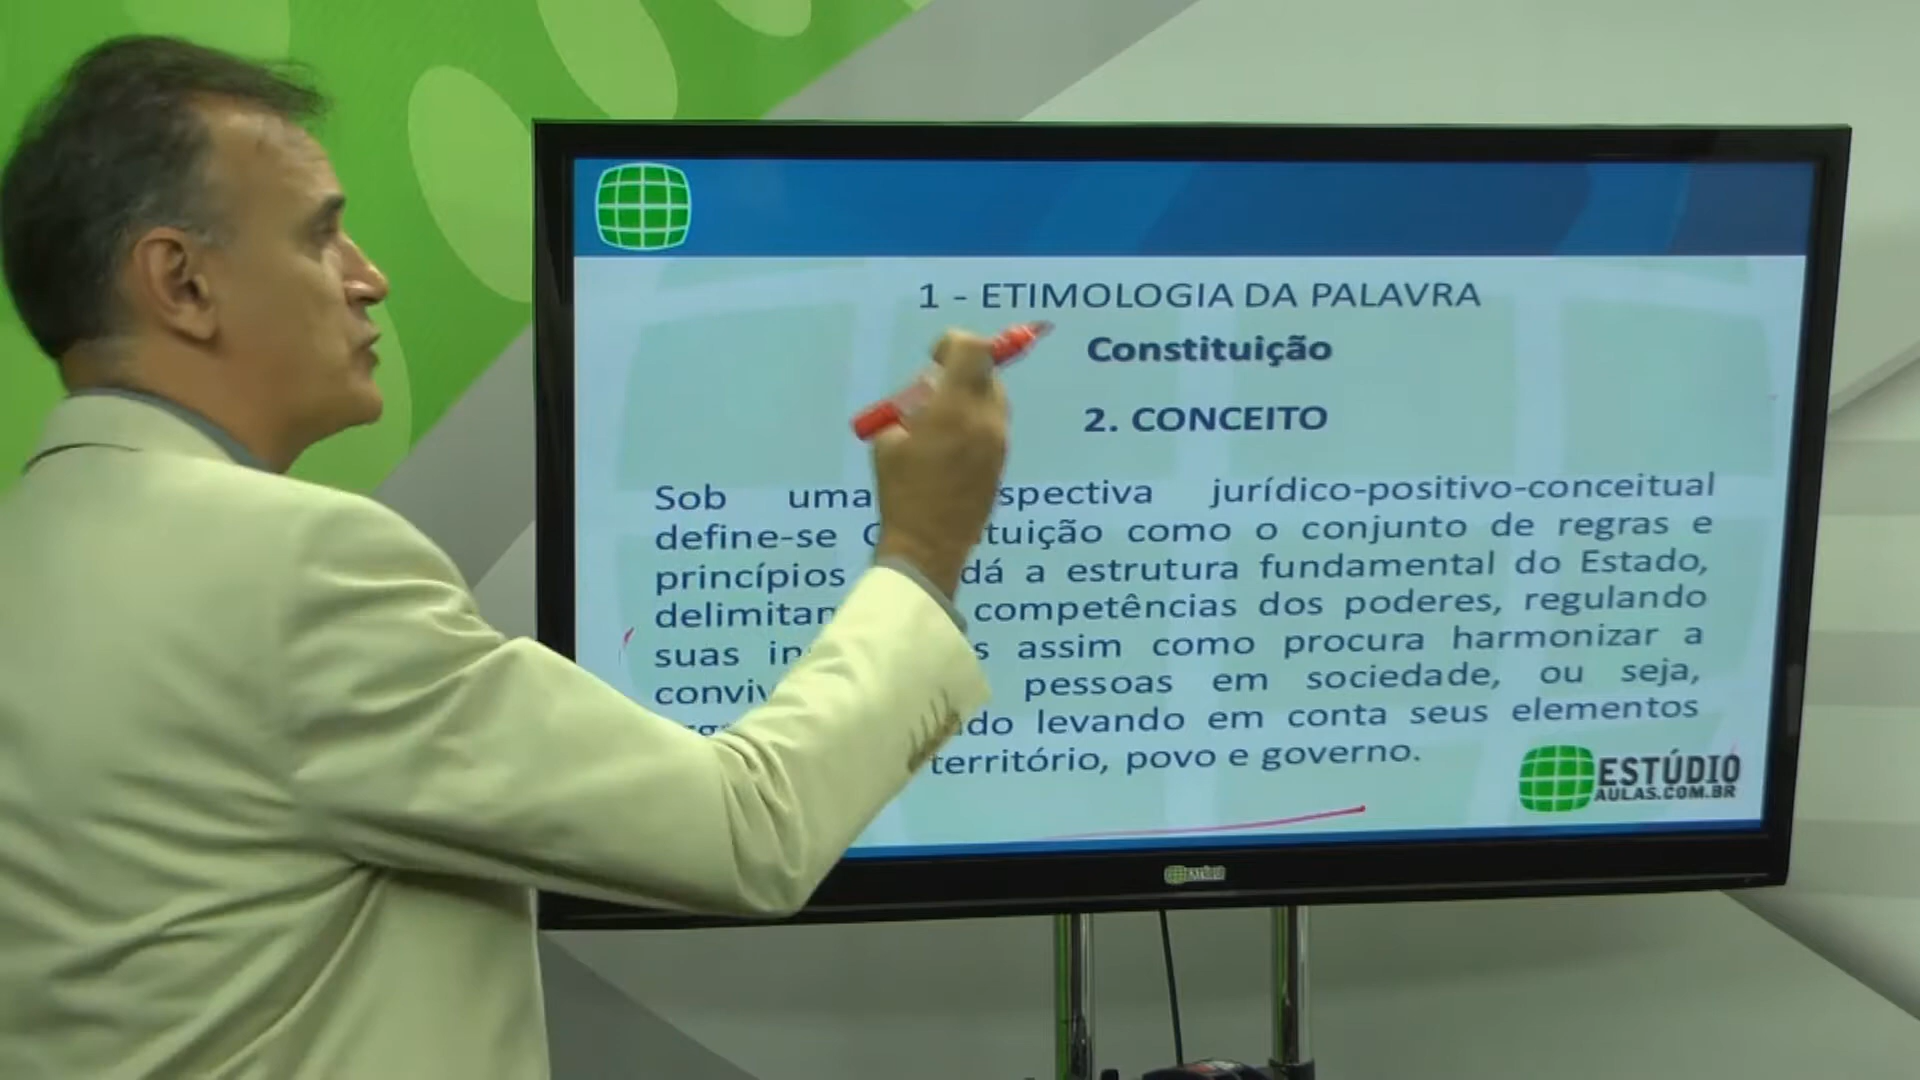 1 - ETIMOLOGIA DA PALAVRA
Constituição
2. CONCEITO
Sob uma spectiva jurídico-positivo-conceitual
define-se C tuição como o conjunto de regras e
princípios dá a estrutura fundamental do Estado,
delimitan competências dos poderes, regulando
suas in s assim como procura harmonizar a
conviv pessoas em sociedade, ou seja,
do levando em conta seus elementos
território, povo e governo.
ESTÚDIO
AULAS.COM.BR